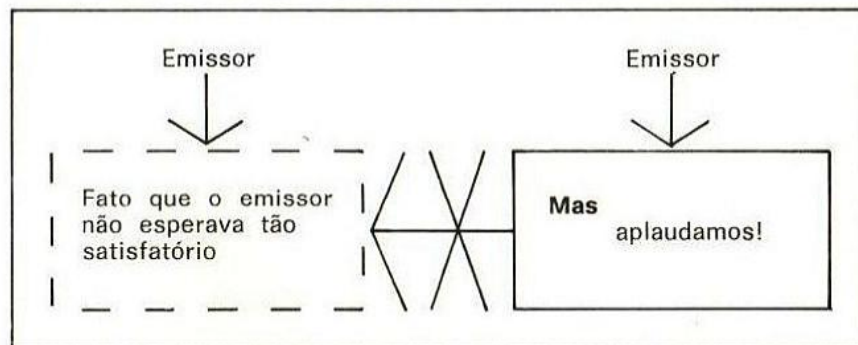 Emissor
Emissor
Fato que o emissor
não esperava tão
satisfatório
Mas
aplaudamos!